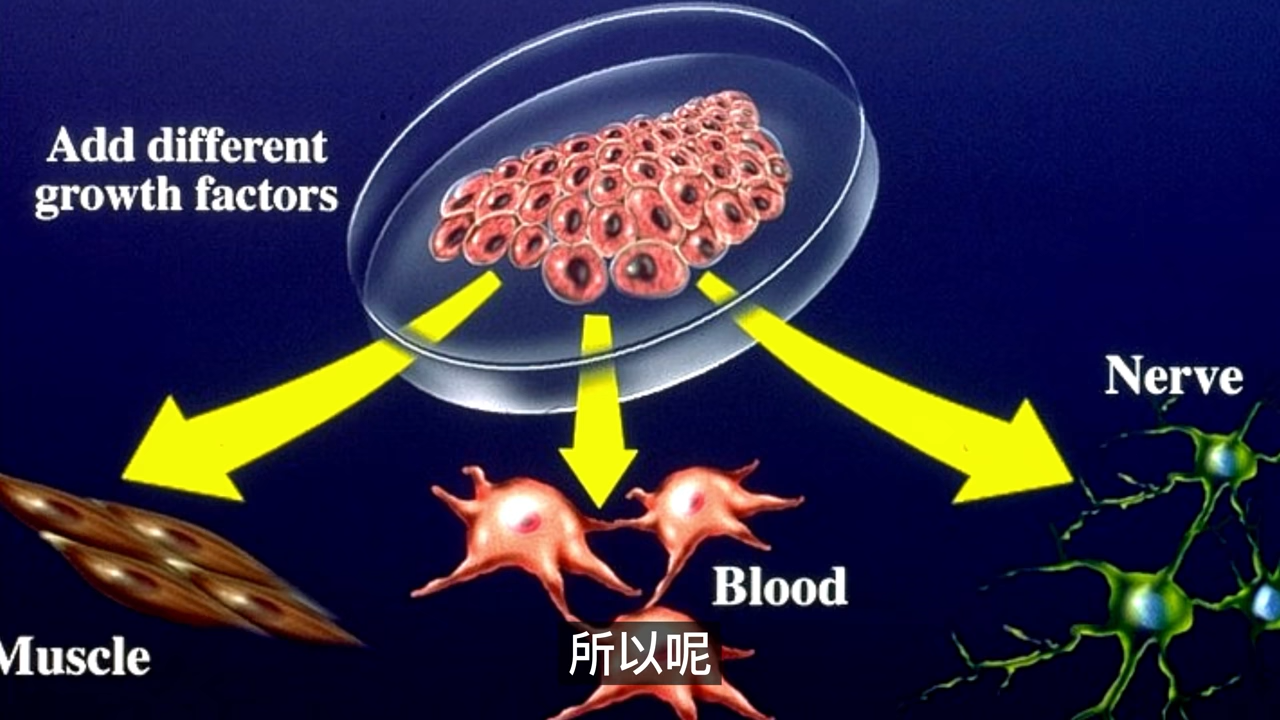 Add different
growth factors
Nerve
Blood
Muscle
所以呢